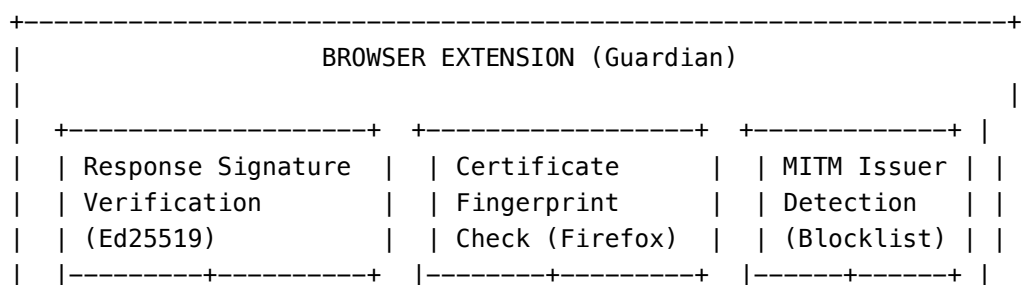 +------------------------------------------------------------------+
|                    BROWSER EXTENSION (Guardian)
|                                                                  |
|  +--------------------+  +------------------+  +-------------+ |
|  | Response Signature  |  | Certificate      |  | MITM Issuer | |
|  | Verification        |  | Fingerprint      |  | Detection   | |
|  | (Ed25519)           |  | Check (Firefox)  |  | (Blocklist) | |
|  |---------+----------+  |--------+---------+  |------+------+ |